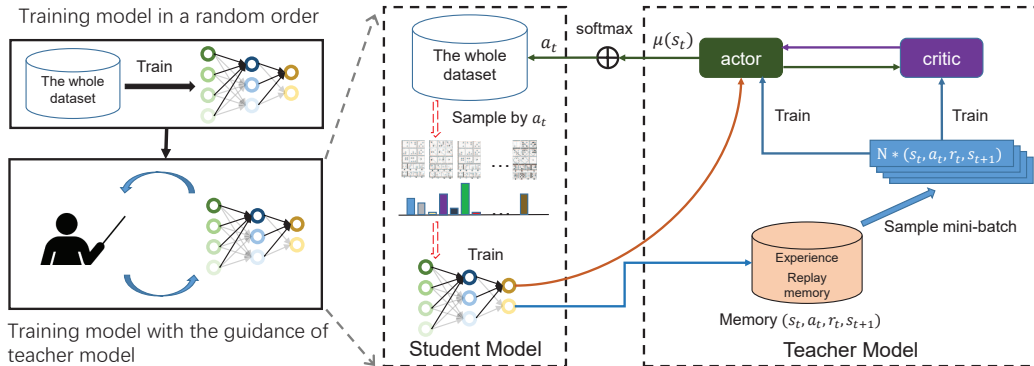 Training model in a random order
The whole
dataset
Train
Training model with the guidance of
teacher model
The whole
dataset
Sample by a_t
...
...
Train
Student Model
a_t
softmax
μ(s_t)
actor
critic
Train
Train
N * (s_t, a_t, r_t, s_{t+1})
Sample mini-batch
Experience
Replay
memory
Memory (s_t, a_t, r_t, s_{t+1})
Teacher Model